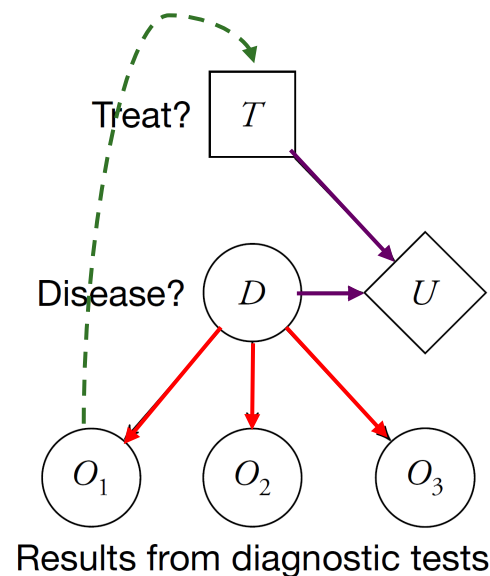 Treat? T
Disease? D U
O₁ O₂ O₃
Results from diagnostic tests